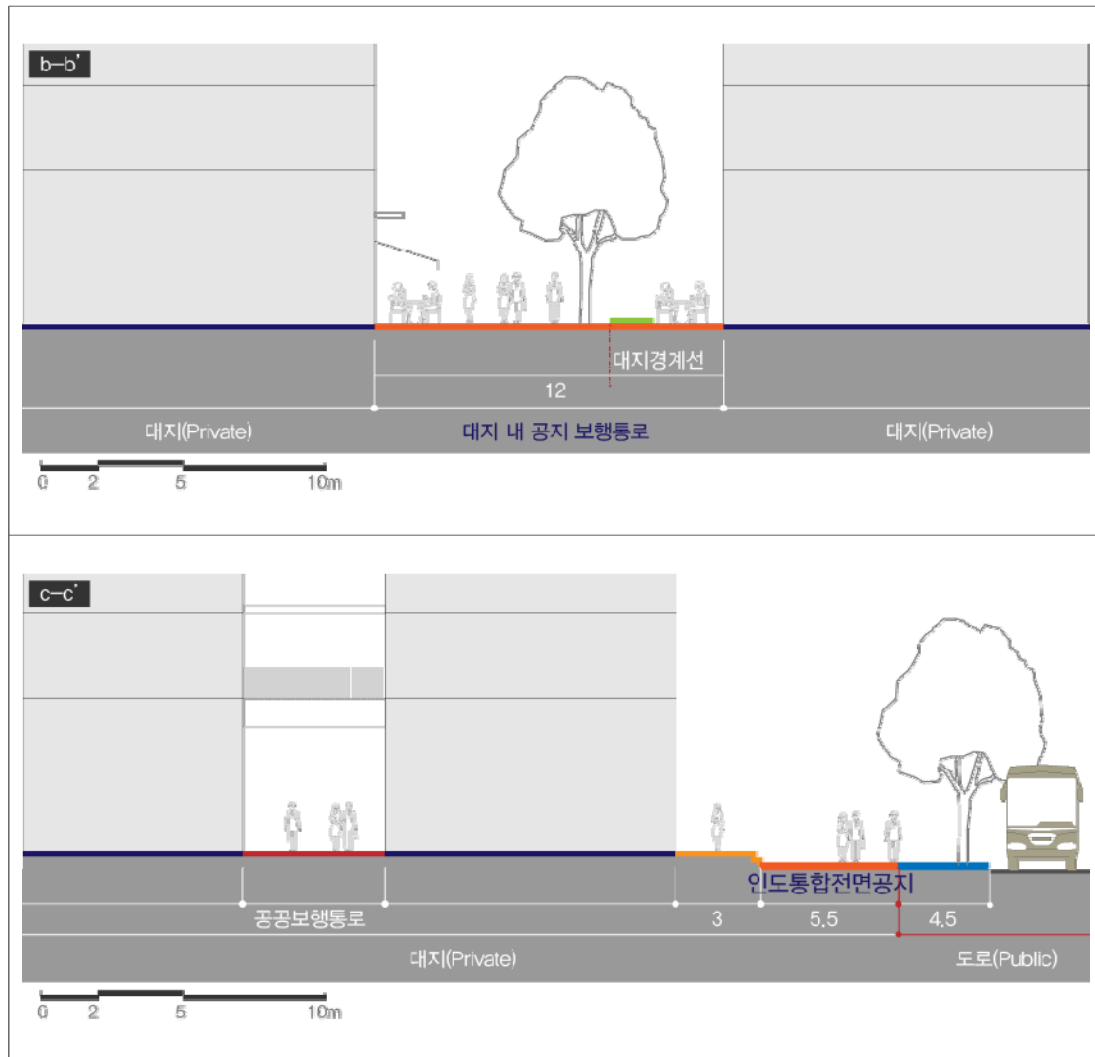 b-b'
대지경계선
12
대지(Private) 대지 내 공지 보행통로 대지(Private)
0 2 5 10m
c-c'
인도통합전면공지
공공보행통로 3 5.5 4.5
대지(Private) 도로(Public)
0 2 5 10m